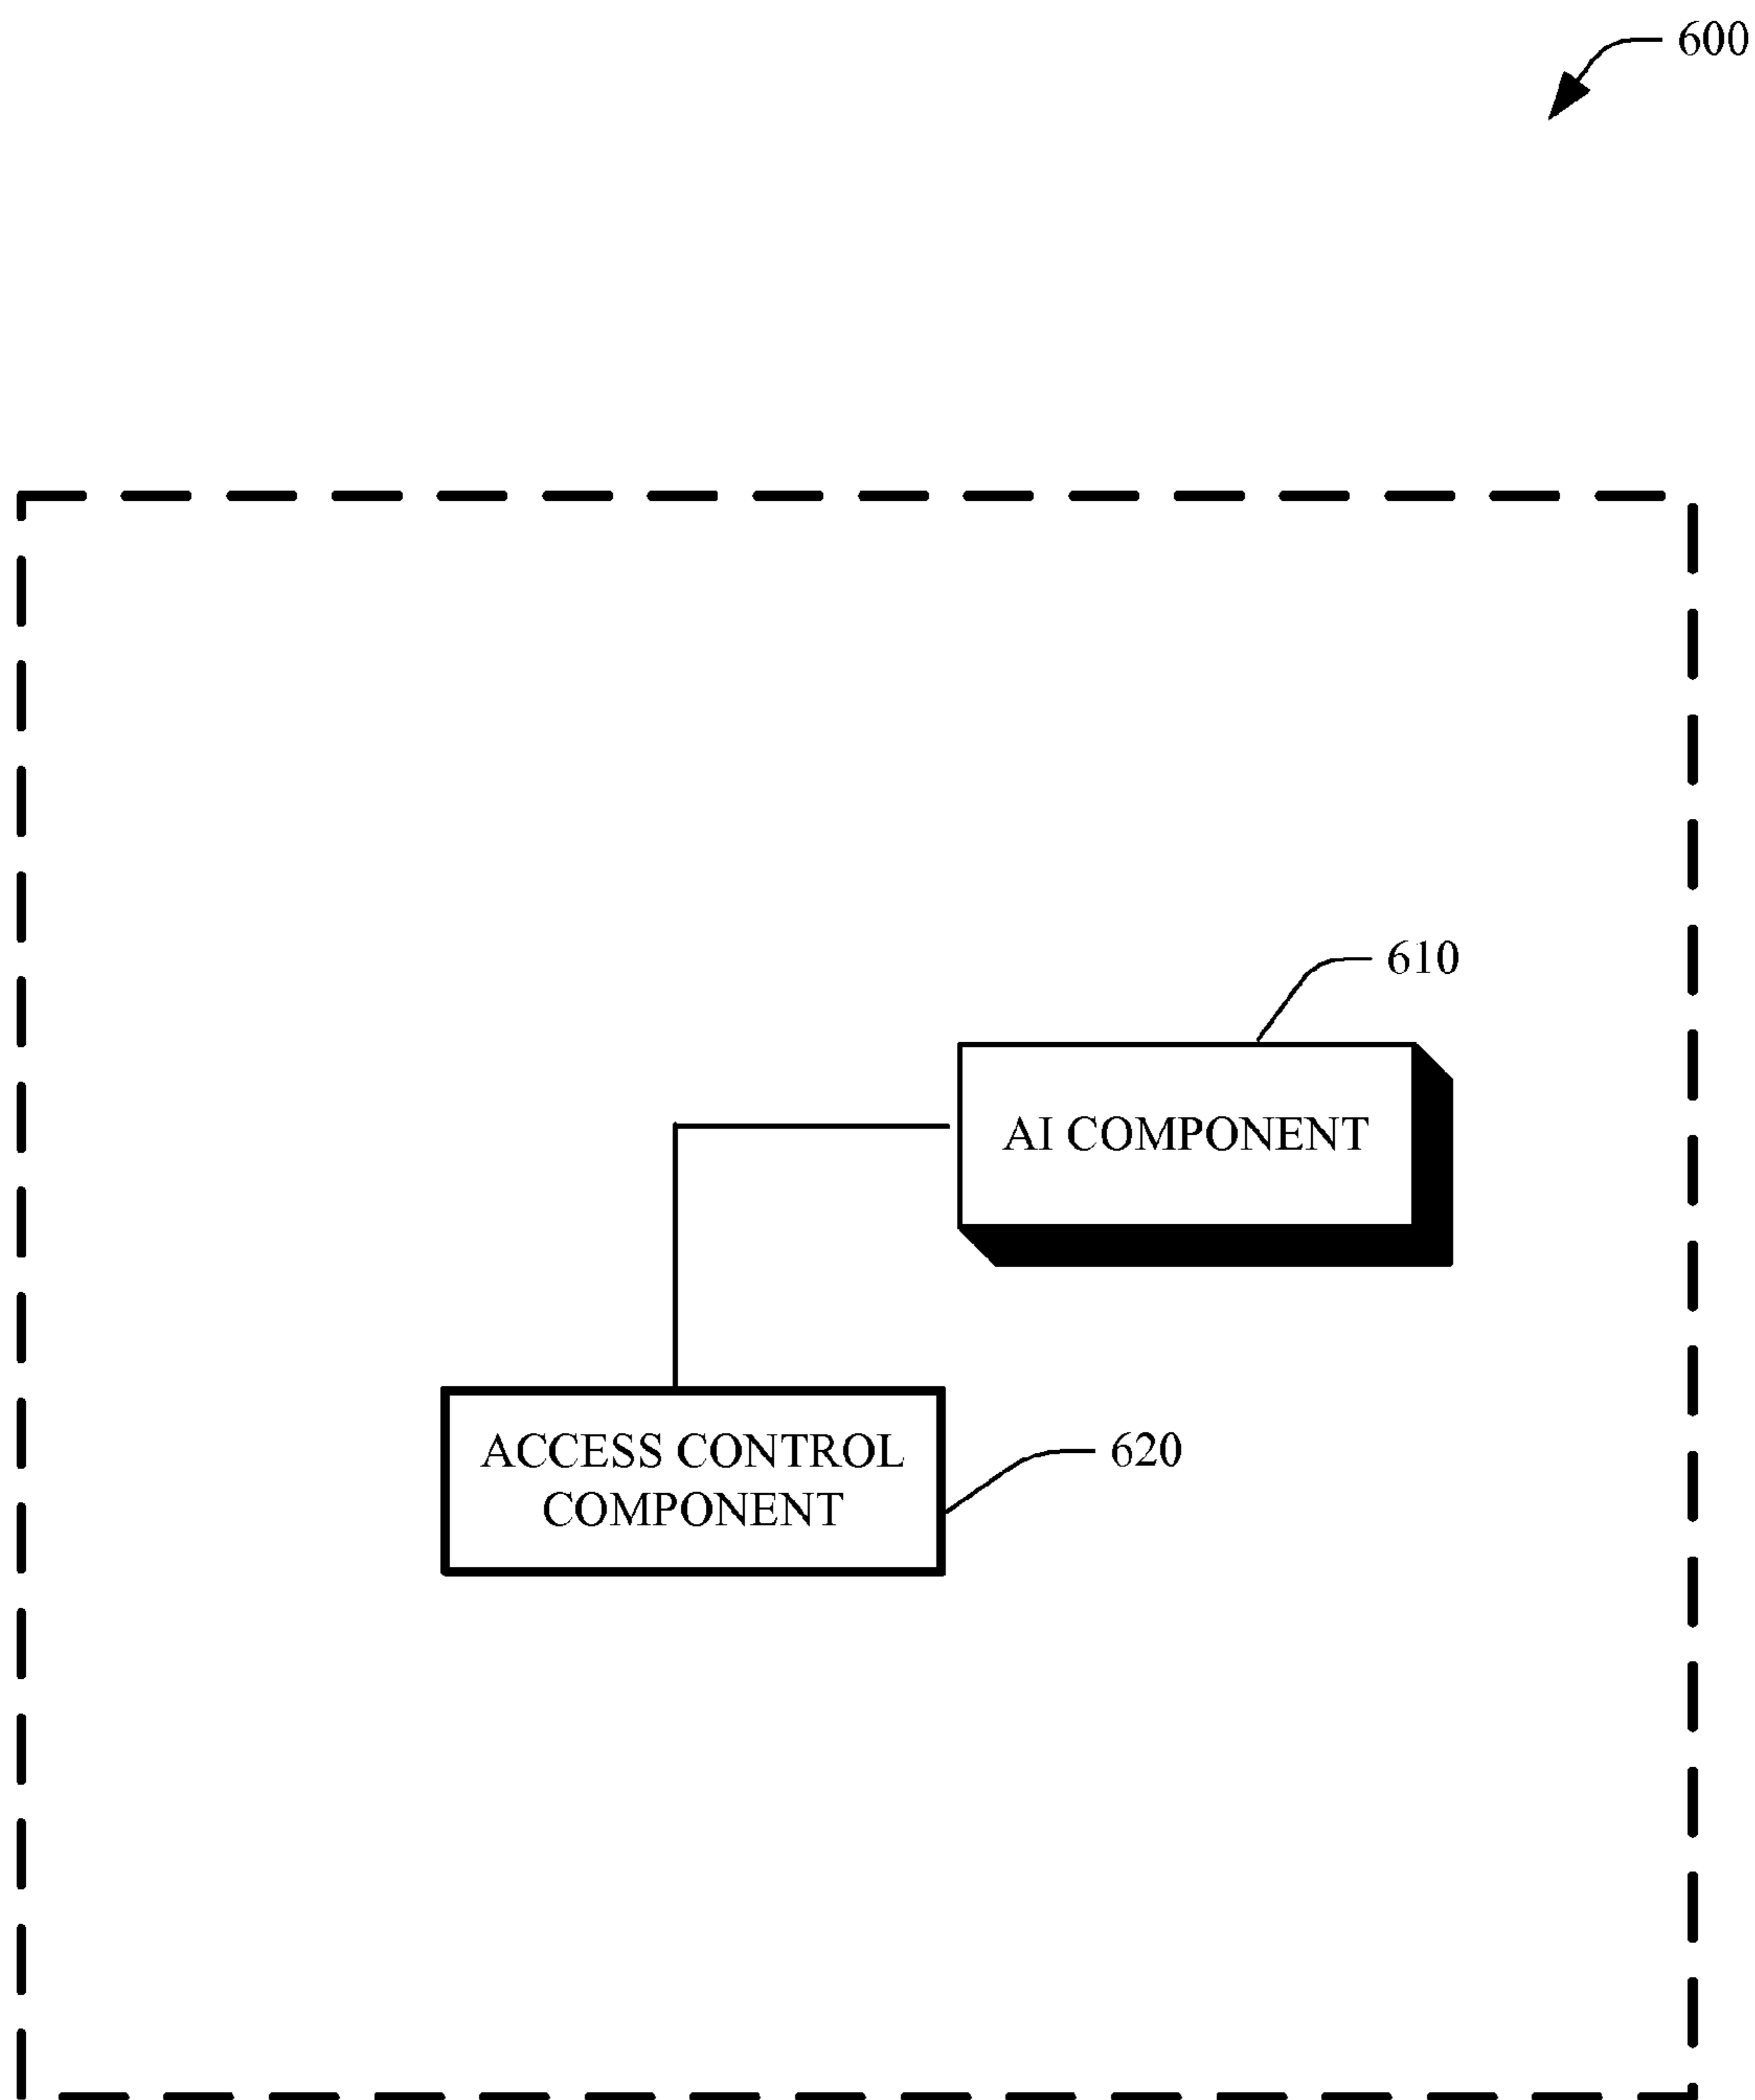 600
610
AI COMPONENT
ACCESS CONTROL
COMPONENT
620